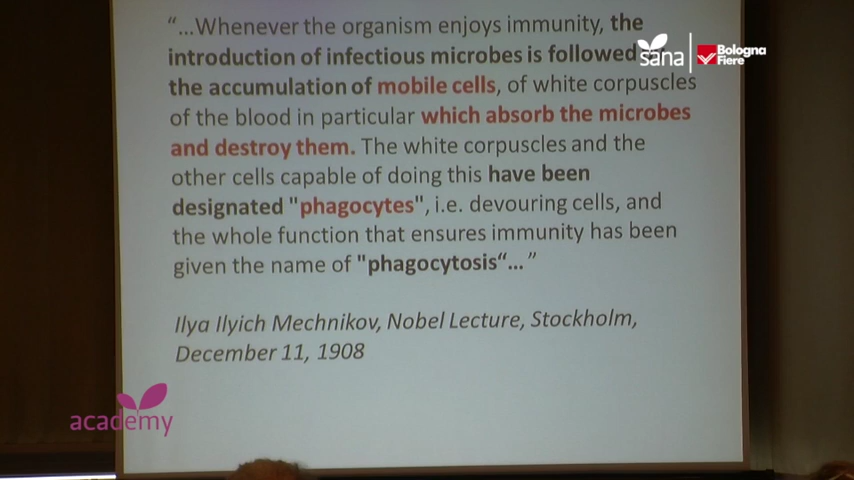 “...Whenever the organism enjoys immunity, the
introduction of infectious microbes is followed
the accumulation of mobile cells, of white corpuscles
of the blood in particular which absorb the microbes
and destroy them. The white corpuscles and the
other cells capable of doing this have been
designated "phagocytes", i.e. devouring cells, and
the whole function that ensures immunity has been
given the name of "phagocytosis“... ”
Ilya Ilyich Mechnikov, Nobel Lecture, Stockholm,
December 11, 1908
sana
Bologna
Fiere
academy